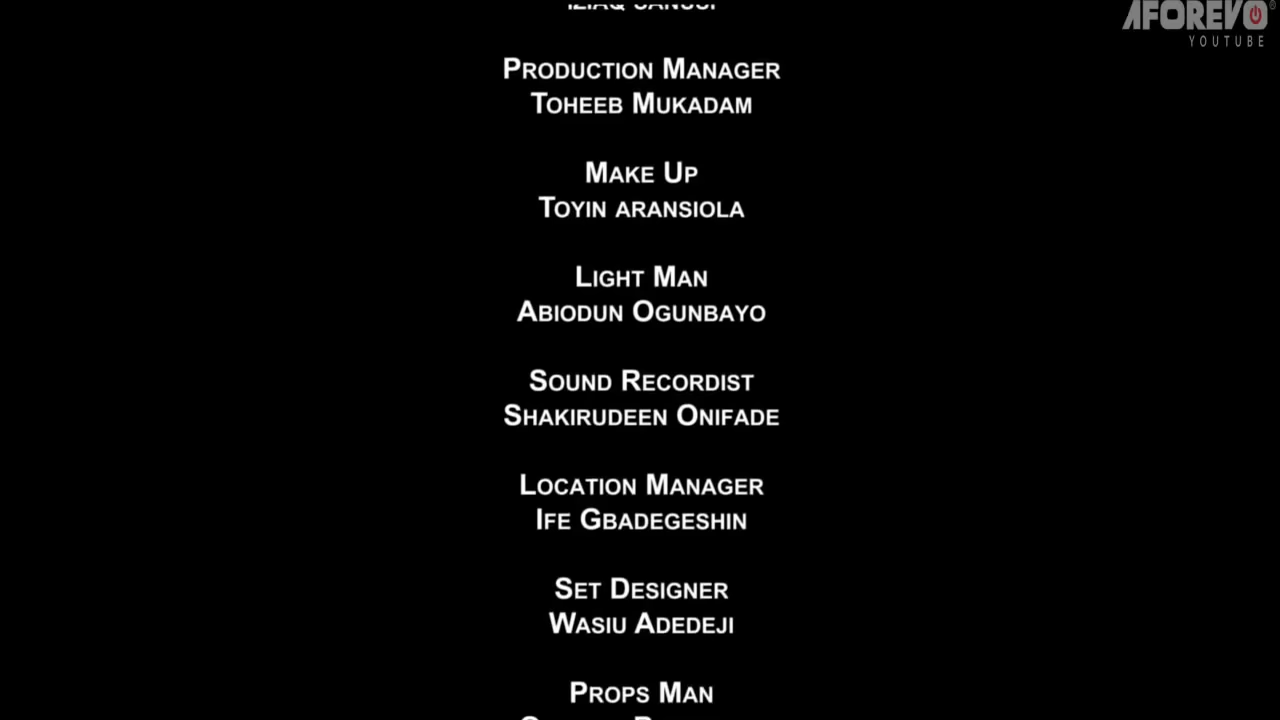 AFOREVO
YOUTUBE
PRODUCTION MANAGER
TOHEEB MUKADAM
MAKE UP
TOYIN ARANSIOLA
LIGHT MAN
ABIODUN OGUNBAYO
SOUND RECORDIST
SHAKIRUDEEN ONIFADE
LOCATION MANAGER
IFE GBADEGESHIN
SET DESIGNER
WASIU ADEDEJI
PROPS MAN